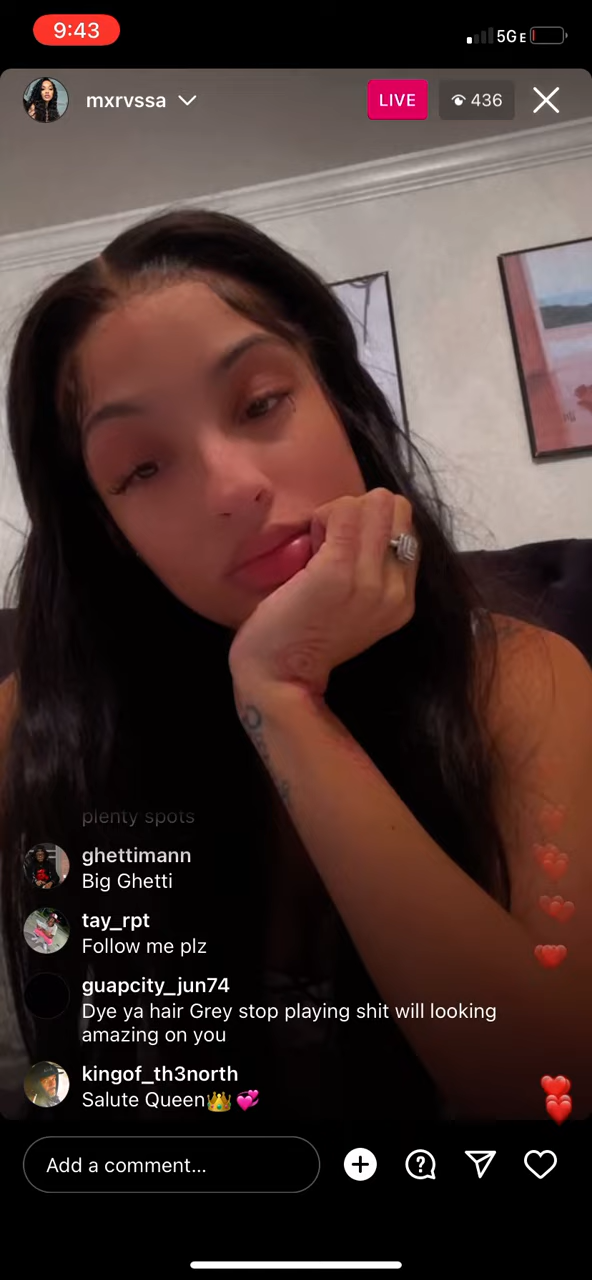 9:43
5G E
mxrvssa
LIVE
436
plenty spots
ghettimann
Big Ghetti
tay_rpt
Follow me plz
guapcity_jun74
Dye ya hair Grey stop playing shit will looking
amazing on you
kingof_th3north
Salute Queen👑 💞
Add a comment...